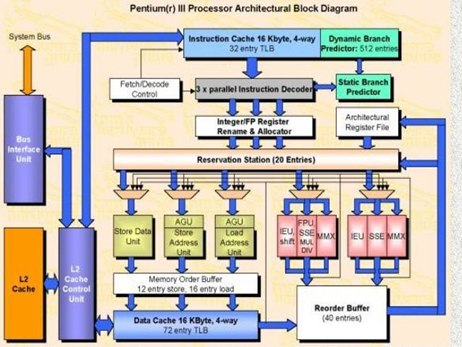 Pentium(r) III Processor Architectural Block Diagram
System Bus
Instruction Cache 16 Kbyte, 4-way
32 entry TLB
Dynamic Branch
Predictor: 512 entries
Fetch/Decode
Control
3 x parallel Instruction Decoder
Static Branch
Predictor
Bus
Interface
Unit
Integer/FP Register
Rename & Allocator
Architectural
Register File
Reservation Station (20 Entries)
Store Data
Unit
AGU
Store
Address
Unit
AGU
Load
Address
Unit
IEU,
shift
FPU,
SSE
MUL
DIV
MMX
IEU
SSE
MMX
L2
Cache
L2
Cache
Control
Unit
Memory Order Buffer
12 entry store, 16 entry load
Data Cache 16 KByte, 4-way
72 entry TLB
Reorder Buffer
(40 entries)